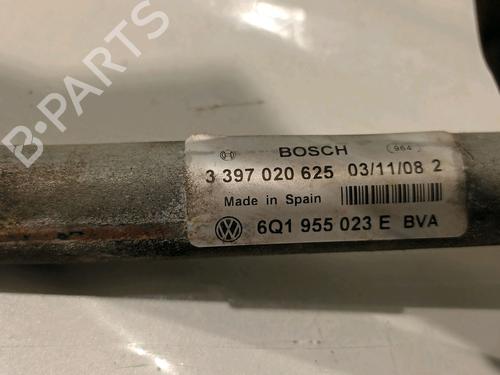 B-PARTS
BOSCH 964
3 397 020 625 03/11/08 2
Made in Spain
6Q1 955 023 E BVA